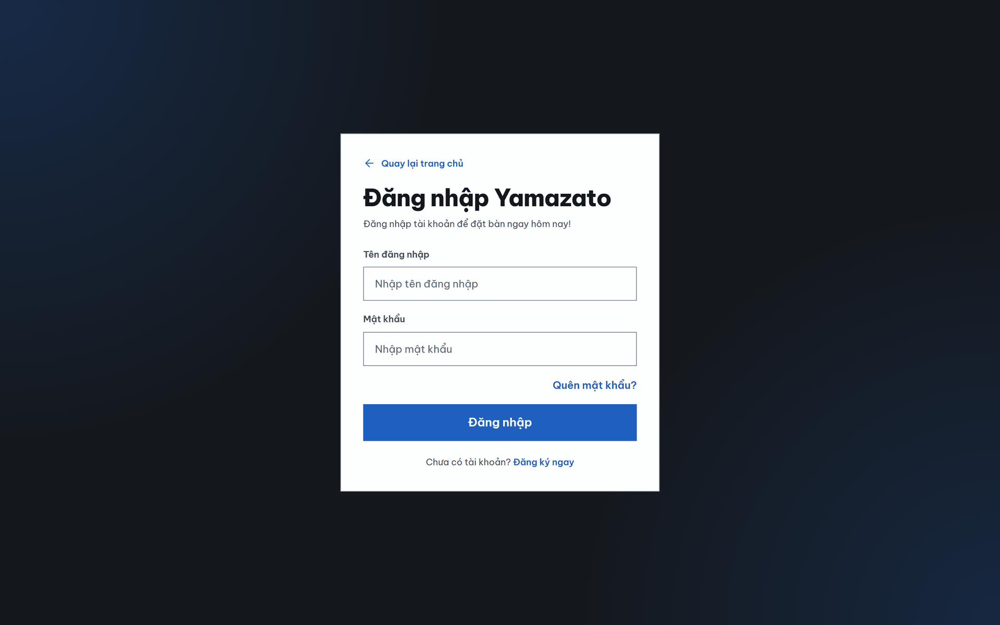 Quay lại trang chủ
Đăng nhập Yamazato
Đăng nhập tài khoản để đặt bàn ngay hôm nay!
Tên đăng nhập
Nhập tên đăng nhập
Mật khẩu
Nhập mật khẩu
Quên mật khẩu?
Đăng nhập
Chưa có tài khoản? Đăng ký ngay